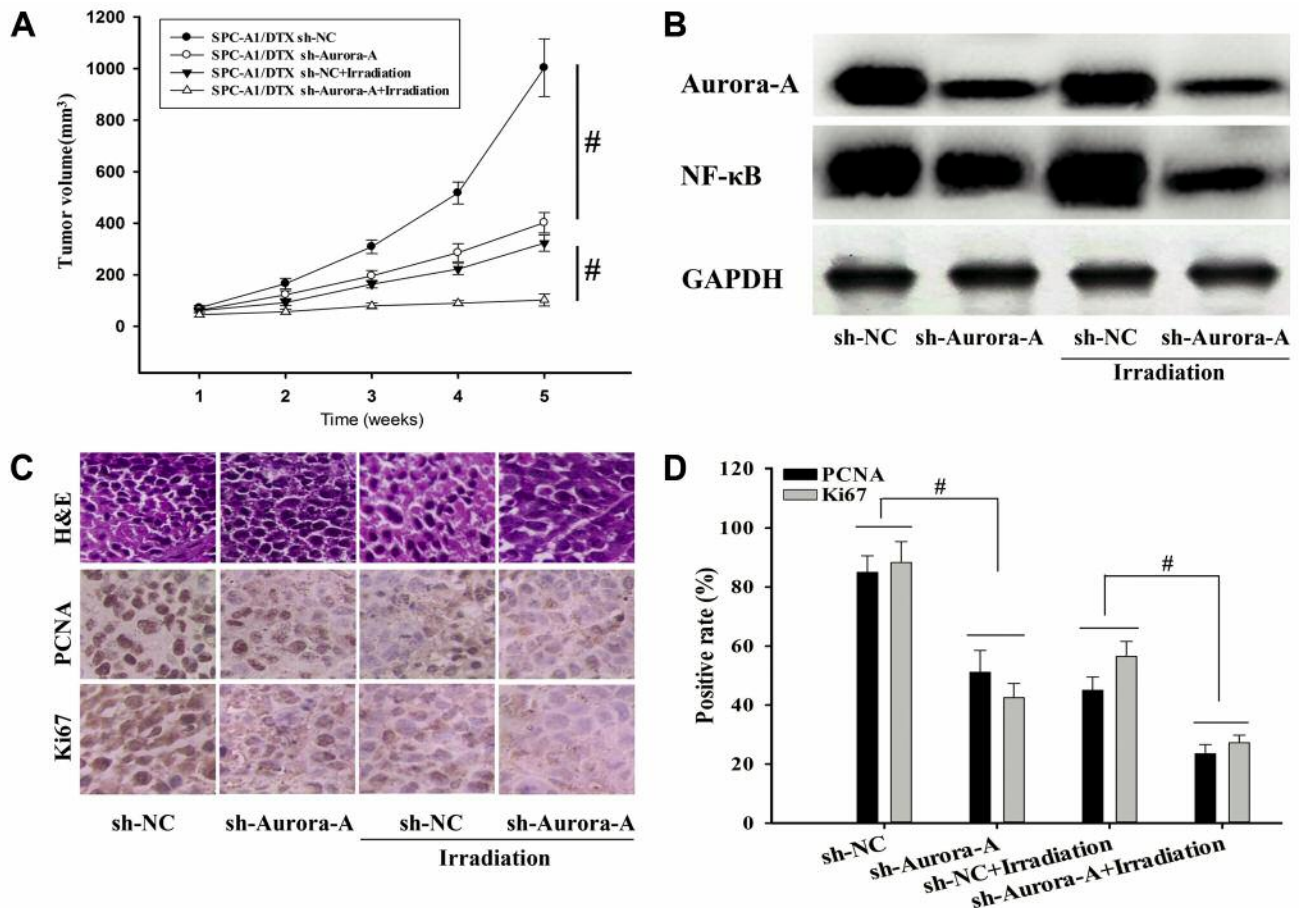 A
1200
1000
800
600
400
200
0
Tumor volume(mm³)
SPC-A1/DTX sh-NC
SPC-A1/DTX sh-Aurora-A
SPC-A1/DTX sh-NC+Irradiation
SPC-A1/DTX sh-Aurora-A+Irradiation
#
#
1 2 3 4 5
Time (weeks)
B
Aurora-A
NF-κB
GAPDH
sh-NC sh-Aurora-A sh-NC sh-Aurora-A
Irradiation
C
H&E
PCNA
Ki67
sh-NC sh-Aurora-A sh-NC sh-Aurora-A
Irradiation
D
120
100
80
60
40
20
0
Positive rate (%)
PCNA
Ki67
#
#
sh-NC
sh-Aurora-A
sh-NC+Irradiation
sh-Aurora-A+Irradiation